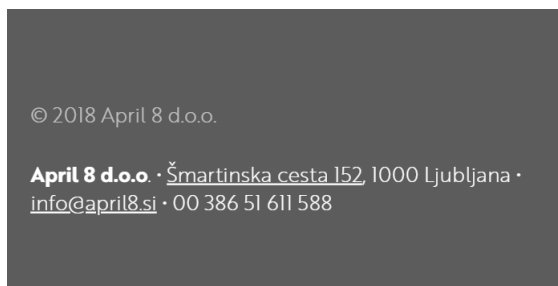 © 2018 April 8 d.o.o.
April 8 d.o.o. · Šmartinska cesta 152, 1000 Ljubljana ·
info@april8.si · 00 386 51 611 588